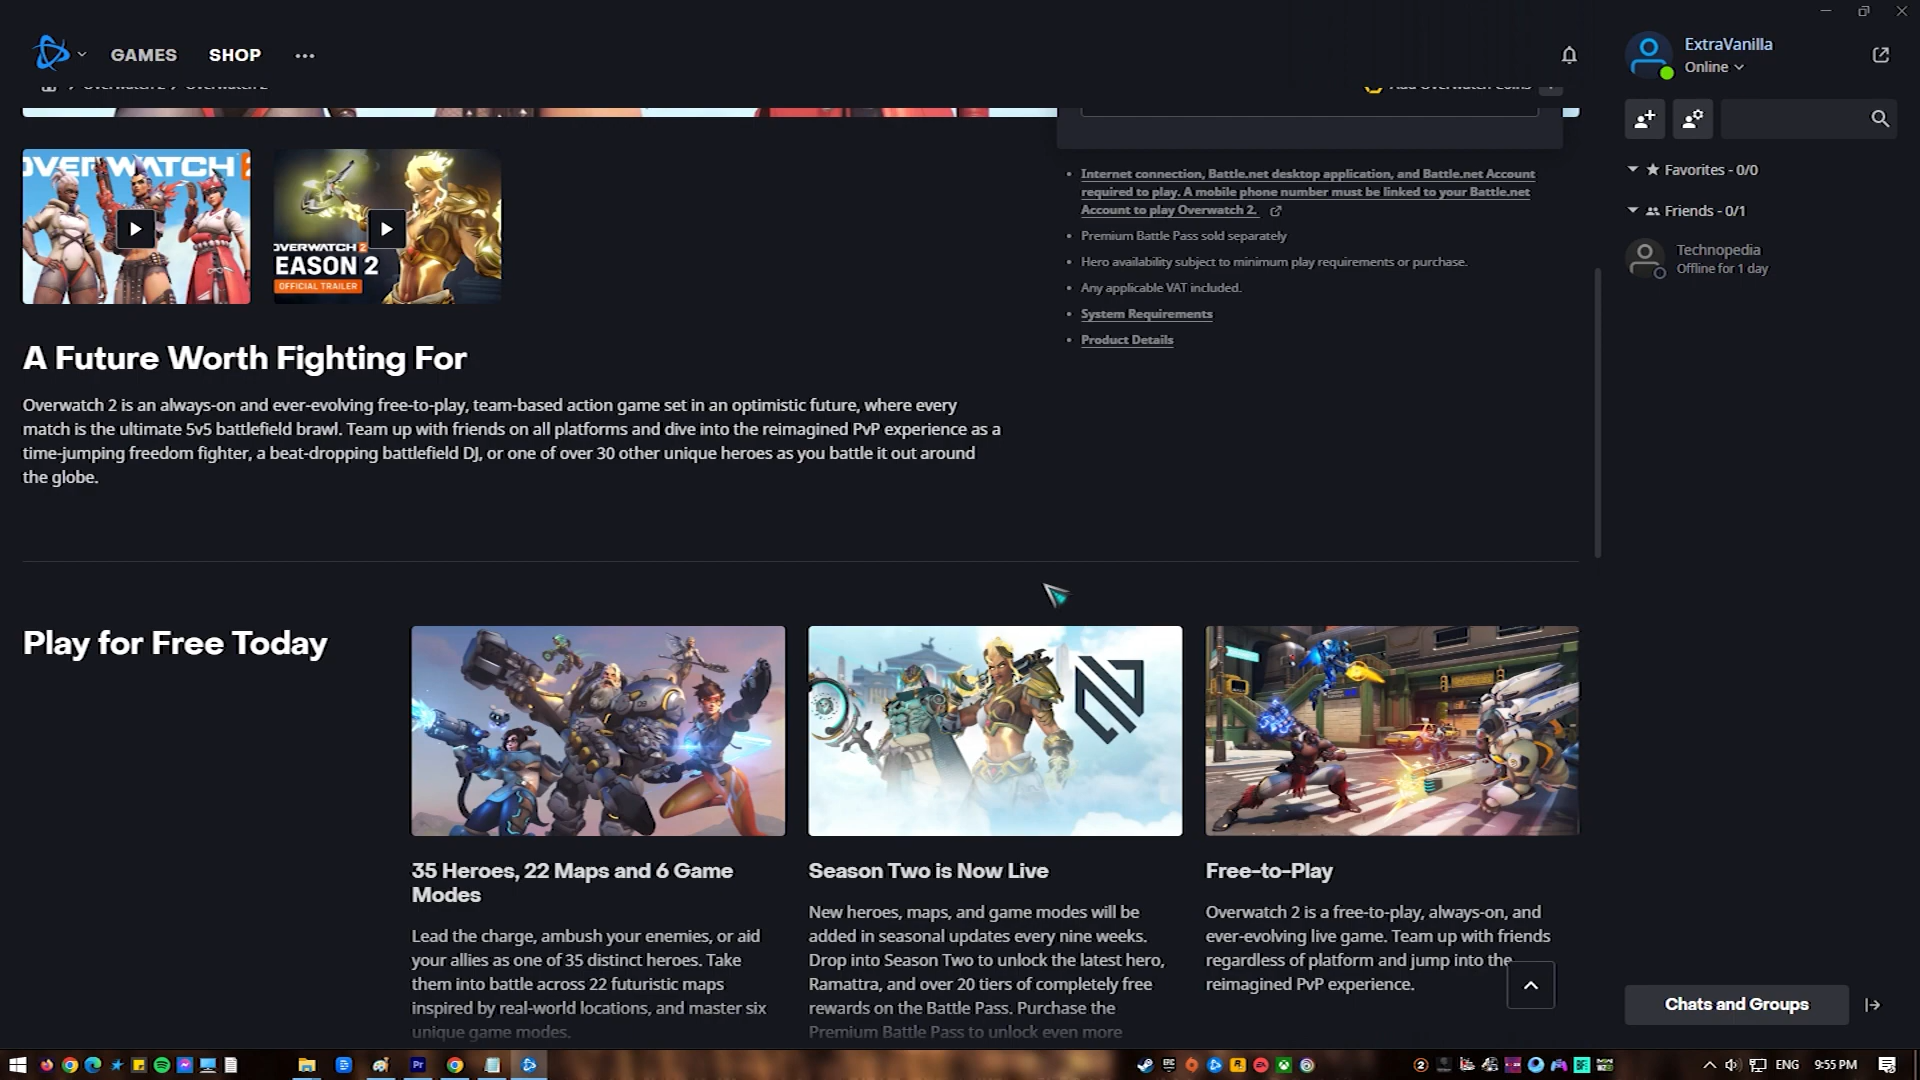 GAMES
SHOP
ExtraVanilla
Online
Favorites - 0/0
Friends - 0/1
Technopedia
Offline for 1 day
OVERWATCH 2
OVERWATCH 2
SEASON 2
OFFICIAL TRAILER
Internet connection, Battle.net desktop application, and Battle.net Account
required to play. A mobile phone number must be linked to your Battle.net
Account to play Overwatch 2.
Premium Battle Pass sold separately
Hero availability subject to minimum play requirements or purchase.
Any applicable VAT included.
System Requirements
Product Details
A Future Worth Fighting For
Overwatch 2 is an always-on and ever-evolving free-to-play, team-based action game set in an optimistic future, where every
match is the ultimate 5v5 battlefield brawl. Team up with friends on all platforms and dive into the reimagined PvP experience as a
time-jumping freedom fighter, a beat-dropping battlefield DJ, or one of over 30 other unique heroes as you battle it out around
the globe.
Play for Free Today
35 Heroes, 22 Maps and 6 Game
Modes
Lead the charge, ambush your enemies, or aid
your allies as one of 35 distinct heroes. Take
them into battle across 22 futuristic maps
inspired by real-world locations, and master six
unique game modes.
Season Two is Now Live
New heroes, maps, and game modes will be
added in seasonal updates every nine weeks.
Drop into Season Two to unlock the latest hero,
Ramattra, and over 20 tiers of completely free
rewards on the Battle Pass. Purchase the
Premium Battle Pass to unlock even more
Free-to-Play
Overwatch 2 is a free-to-play, always-on, and
ever-evolving live game. Team up with friends
regardless of platform and jump into the
reimagined PvP experience.
Chats and Groups
ENG
9:55 PM